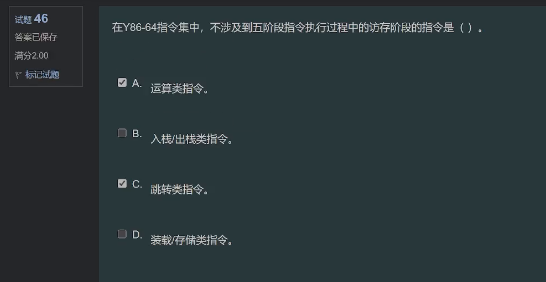 试题 46
答案已保存
满分2.00
标记试题
在Y86-64指令集中，不涉及到五阶段指令执行过程中的访存阶段的指令是（ ）。
A. 运算类指令。
B. 入栈/出栈类指令。
C. 跳转类指令。
D. 装载/存储类指令。